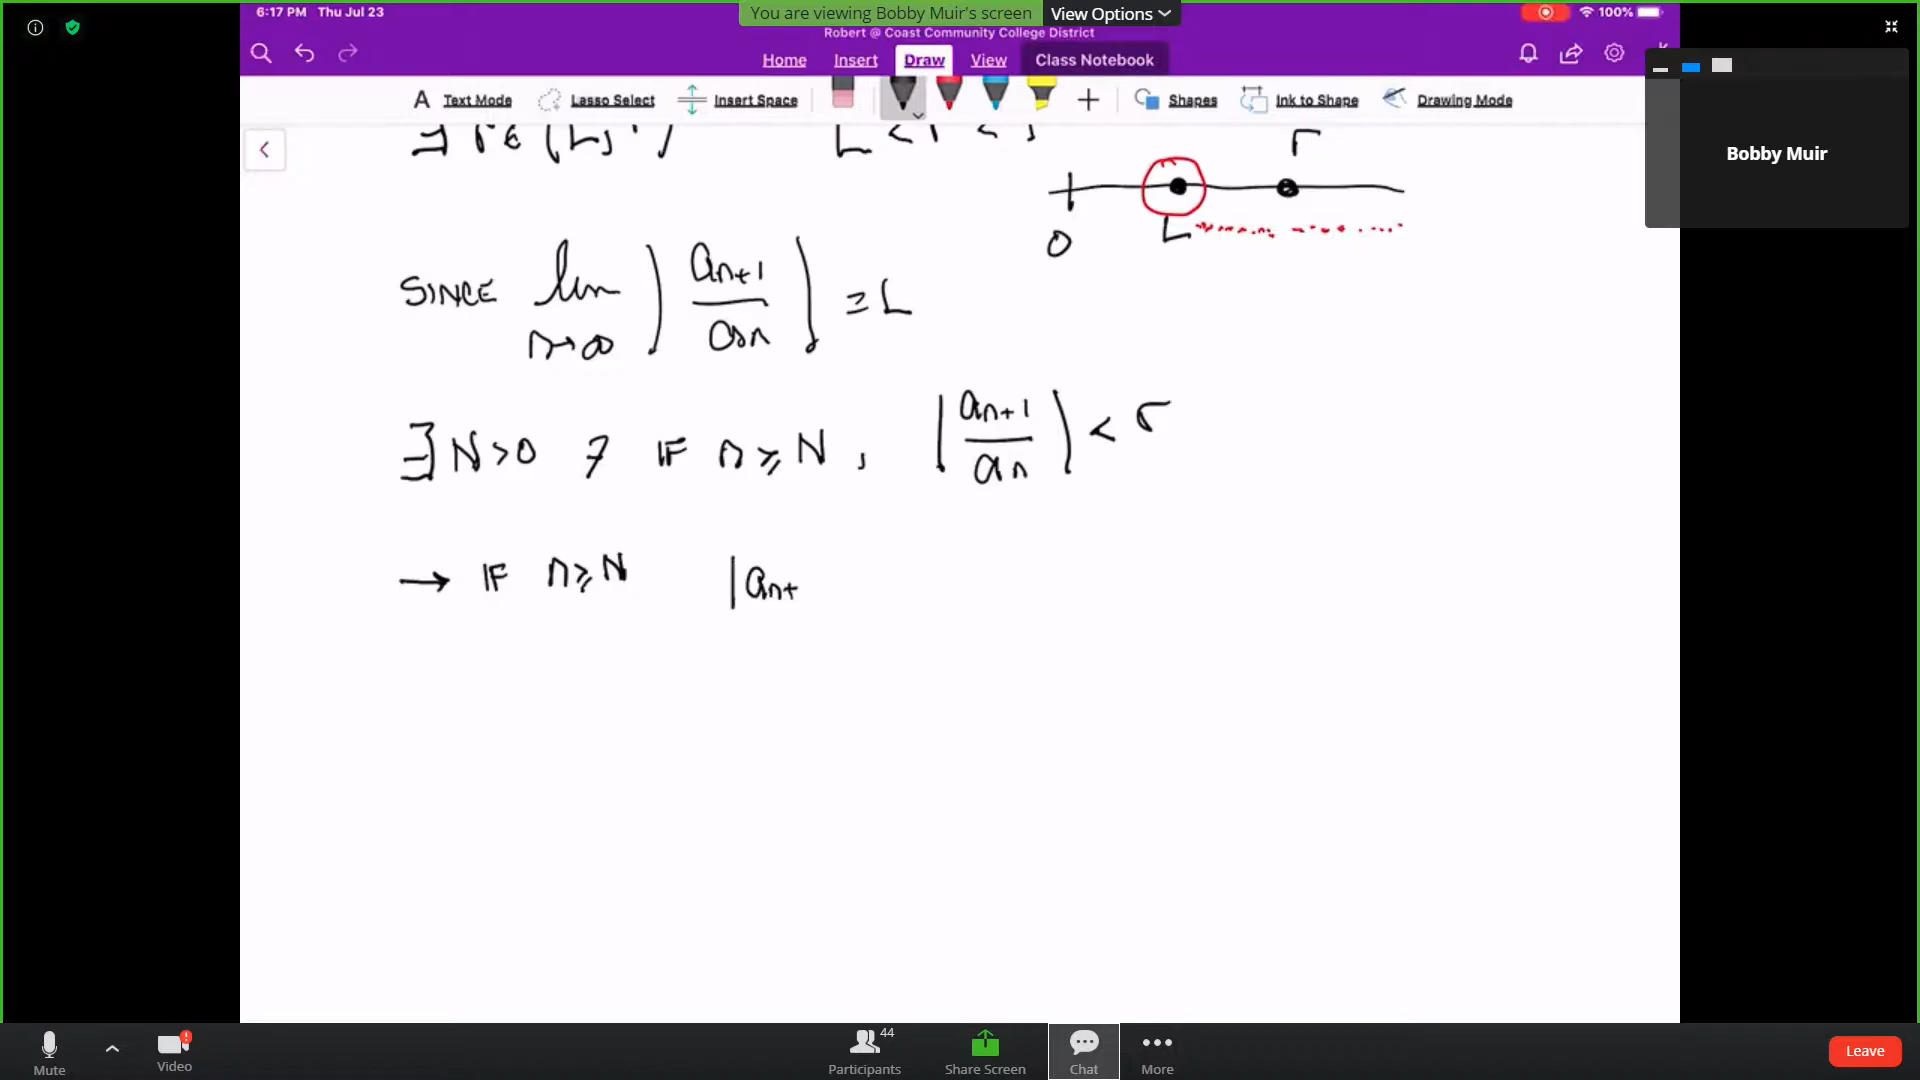 6:17 PM Thu Jul 23
You are viewing Bobby Muir's screen View Options
100%
Robert @ Coast Community College District
Home Insert Draw View Class Notebook
A Text Mode Lasso Select Insert Space + Shapes Ink to Shape Drawing Mode
Bobby Muir
r
0 L
SINCE lim | an+1 / an | = L
n→∞
∃ N>0 ∋ IF n ≥ N, | an+1 / an | < r
→ IF n ≥ N |an+
Mute
Video
44
Participants
Share Screen
Chat
More
Leave